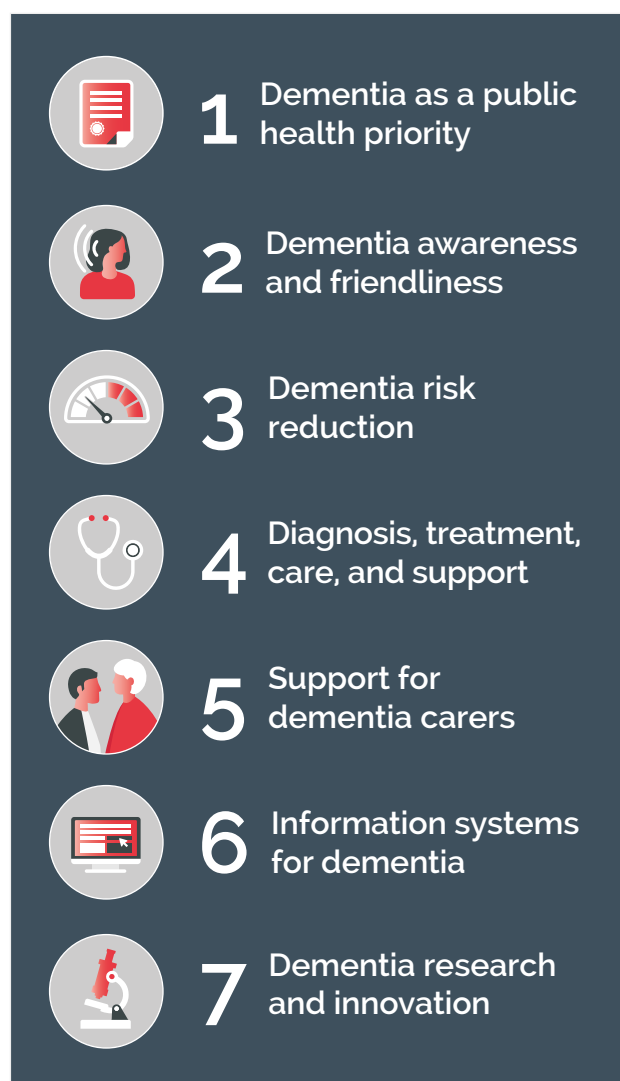 1 Dementia as a public
health priority
2 Dementia awareness
and friendliness
3 Dementia risk
reduction
4 Diagnosis, treatment,
care, and support
5 Support for
dementia carers
6 Information systems
for dementia
7 Dementia research
and innovation